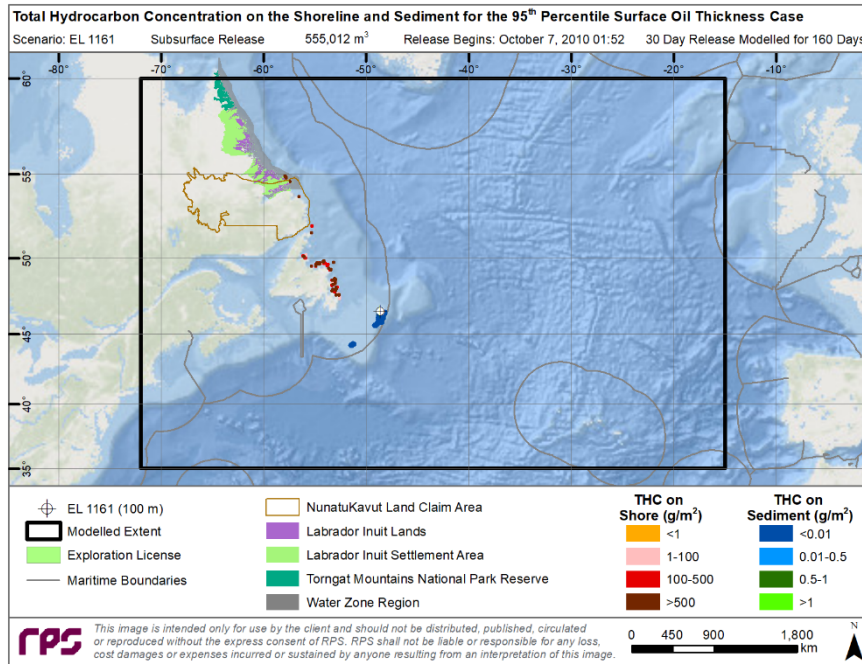 Total Hydrocarbon Concentration on the Shoreline and Sediment for the 95th Percentile Surface Oil Thickness Case
Scenario: EL 1161 Subsurface Release 555,012 m³ Release Begins: October 7, 2010 01:52 30 Day Release Modelled for 160 Days
-80° -70° -60° -50° -40° -30° -20° -10°
60°
55°
50°
45°
40°
35°
60°
55°
50°
45°
40°
35°
EL 1161 (100 m)
Modelled Extent
Exploration License
Maritime Boundaries
NunatuKavut Land Claim Area
Labrador Inuit Lands
Labrador Inuit Settlement Area
Torngat Mountains National Park Reserve
Water Zone Region
THC on
Shore (g/m²)
<1
1-100
100-500
>500
THC on
Sediment (g/m²)
<0.01
0.01-0.5
0.5-1
>1
rps
This image is intended only for use by the client and should not be distributed, published, circulated
or reproduced without the express consent of RPS. RPS shall not be liable or responsible for any loss,
cost damages or expenses incurred or sustained by anyone resulting from an interpretation of this image.
0 450 900 1,800
km
N